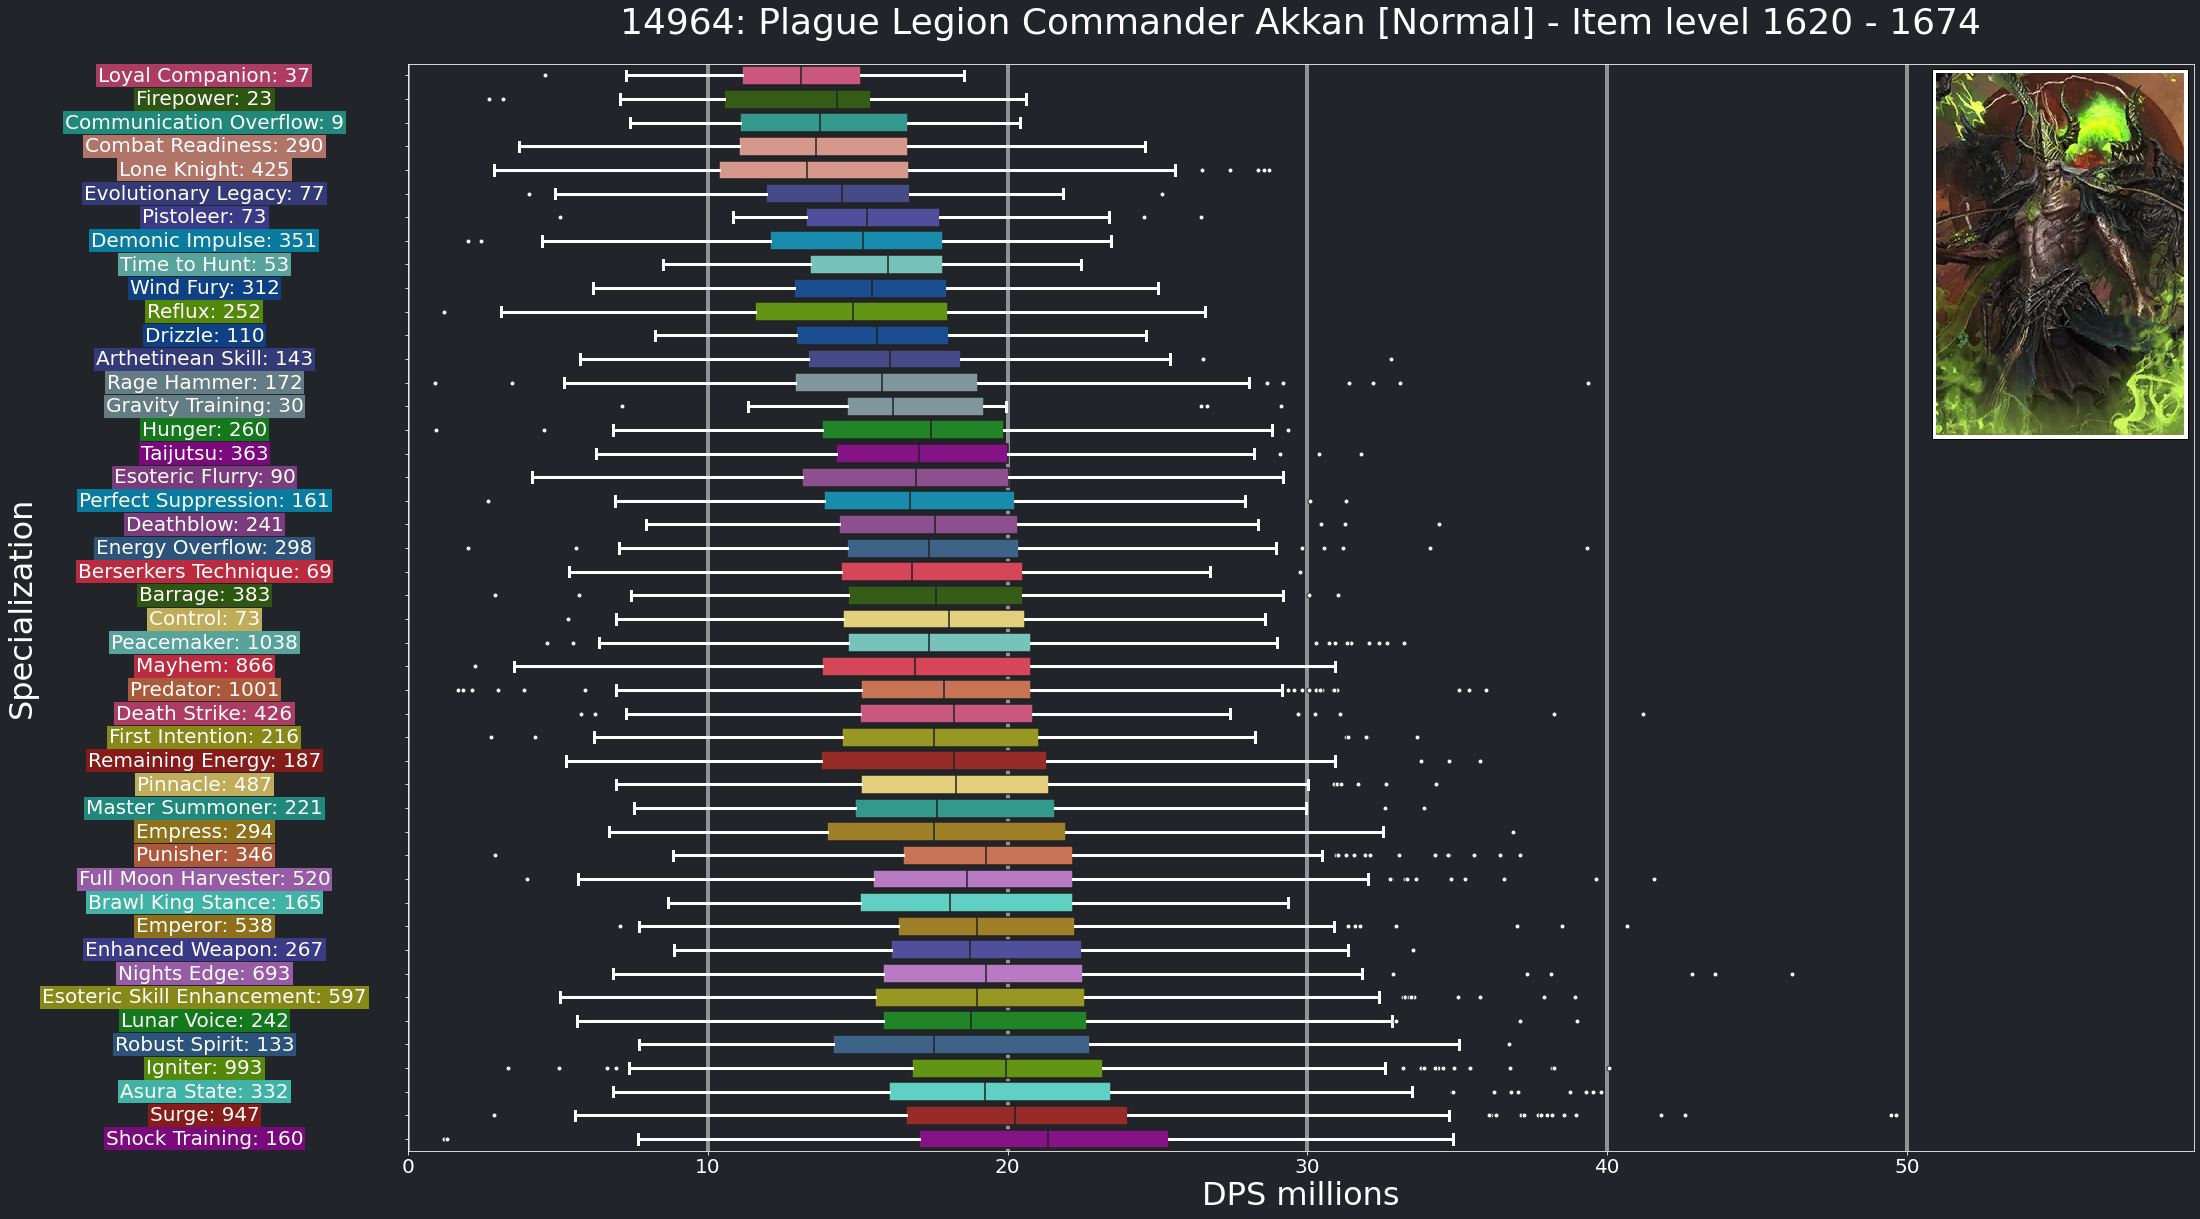 14964: Plague Legion Commander Akkan [Normal] - Item level 1620 - 1674
Specialization
Loyal Companion: 37
Firepower: 23
Communication Overflow: 9
Combat Readiness: 290
Lone Knight: 425
Evolutionary Legacy: 77
Pistoleer: 73
Demonic Impulse: 351
Time to Hunt: 53
Wind Fury: 312
Reflux: 252
Drizzle: 110
Arthetinean Skill: 143
Rage Hammer: 172
Gravity Training: 30
Hunger: 260
Taijutsu: 363
Esoteric Flurry: 90
Perfect Suppression: 161
Deathblow: 241
Energy Overflow: 298
Berserkers Technique: 69
Barrage: 383
Control: 73
Peacemaker: 1038
Mayhem: 866
Predator: 1001
Death Strike: 426
First Intention: 216
Remaining Energy: 187
Pinnacle: 487
Master Summoner: 221
Empress: 294
Punisher: 346
Full Moon Harvester: 520
Brawl King Stance: 165
Emperor: 538
Enhanced Weapon: 267
Nights Edge: 693
Esoteric Skill Enhancement: 597
Lunar Voice: 242
Robust Spirit: 133
Igniter: 993
Asura State: 332
Surge: 947
Shock Training: 160
0 10 20 30 40 50
DPS millions